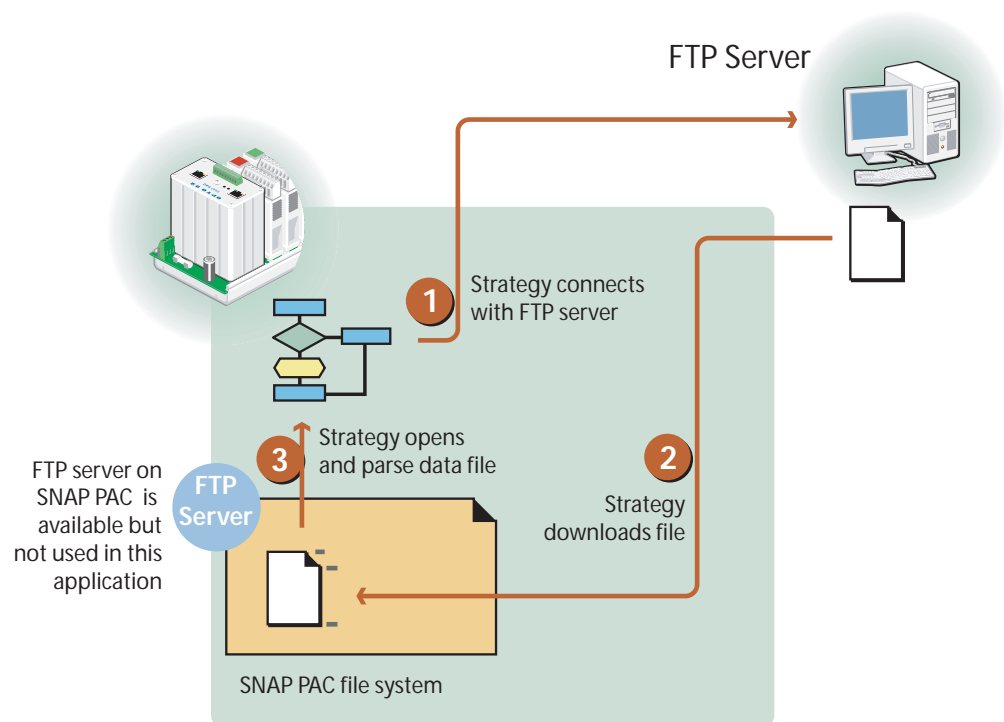 FTP Server
1
Strategy connects
with FTP server
3
Strategy opens
and parse data file
2
Strategy
downloads file
FTP server on
SNAP PAC is
available but
not used in this
application
FTP
Server
SNAP PAC file system